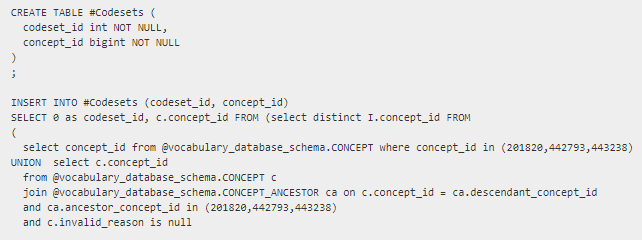 CREATE TABLE #Codesets (
  codeset_id int NOT NULL,
  concept_id bigint NOT NULL
)
;

INSERT INTO #Codesets (codeset_id, concept_id)
SELECT 0 as codeset_id, c.concept_id FROM (select distinct I.concept_id FROM
(
  select concept_id from @vocabulary_database_schema.CONCEPT where concept_id in (201820,442793,443238)
UNION  select c.concept_id
  from @vocabulary_database_schema.CONCEPT c
  join @vocabulary_database_schema.CONCEPT_ANCESTOR ca on c.concept_id = ca.descendant_concept_id
  and ca.ancestor_concept_id in (201820,442793,443238)
  and c.invalid_reason is null